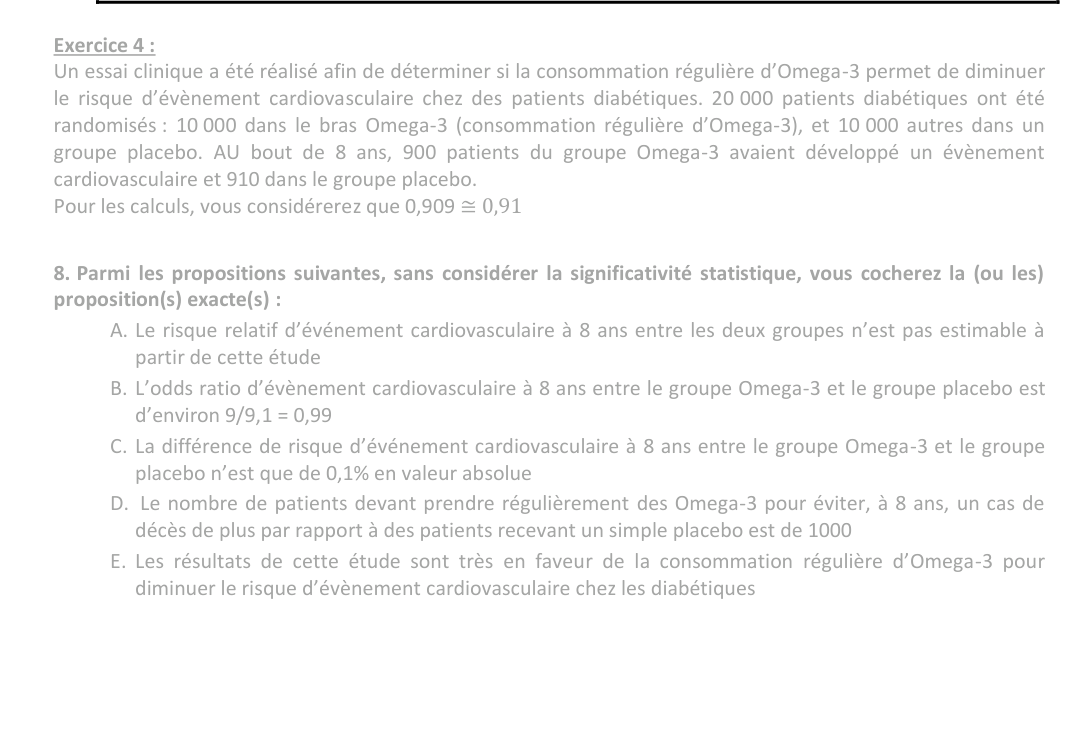 Exercice 4 :
Un essai clinique a été réalisé afin de déterminer si la consommation régulière d’Omega-3 permet de diminuer
le risque d’évènement cardiovasculaire chez des patients diabétiques. 20 000 patients diabétiques ont été
randomisés : 10 000 dans le bras Omega-3 (consommation régulière d’Omega-3), et 10 000 autres dans un
groupe placebo. AU bout de 8 ans, 900 patients du groupe Omega-3 avaient développé un évènement
cardiovasculaire et 910 dans le groupe placebo.
Pour les calculs, vous considérerez que 0,909 ≅ 0,91
8. Parmi les propositions suivantes, sans considérer la significativité statistique, vous cocherez la (ou les)
proposition(s) exacte(s) :
A. Le risque relatif d’événement cardiovasculaire à 8 ans entre les deux groupes n’est pas estimable à
partir de cette étude
B. L’odds ratio d’évènement cardiovasculaire à 8 ans entre le groupe Omega-3 et le groupe placebo est
d’environ 9/9,1 = 0,99
C. La différence de risque d’événement cardiovasculaire à 8 ans entre le groupe Omega-3 et le groupe
placebo n’est que de 0,1% en valeur absolue
D. Le nombre de patients devant prendre régulièrement des Omega-3 pour éviter, à 8 ans, un cas de
décès de plus par rapport à des patients recevant un simple placebo est de 1000
E. Les résultats de cette étude sont très en faveur de la consommation régulière d’Omega-3 pour
diminuer le risque d’évènement cardiovasculaire chez les diabétiques